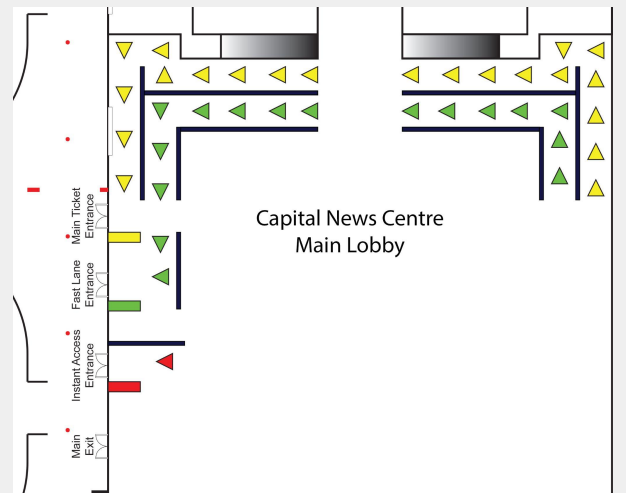 Capital News Centre
Main Lobby
Main Ticket
Entrance
Fast Lane
Entrance
Instant Access
Entrance
Main
Exit